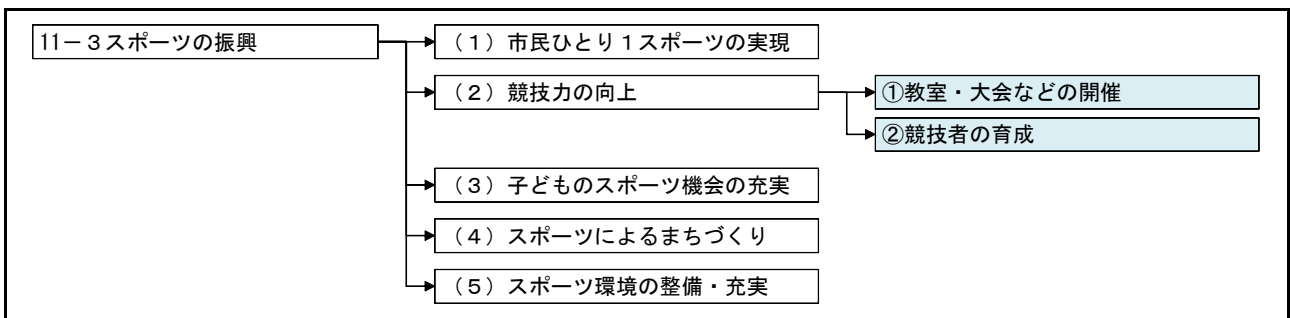 11－３スポーツの振興
（１）市民ひとり１スポーツの実現
（２）競技力の向上
①教室・大会などの開催
②競技者の育成
（３）子どものスポーツ機会の充実
（４）スポーツによるまちづくり
（５）スポーツ環境の整備・充実